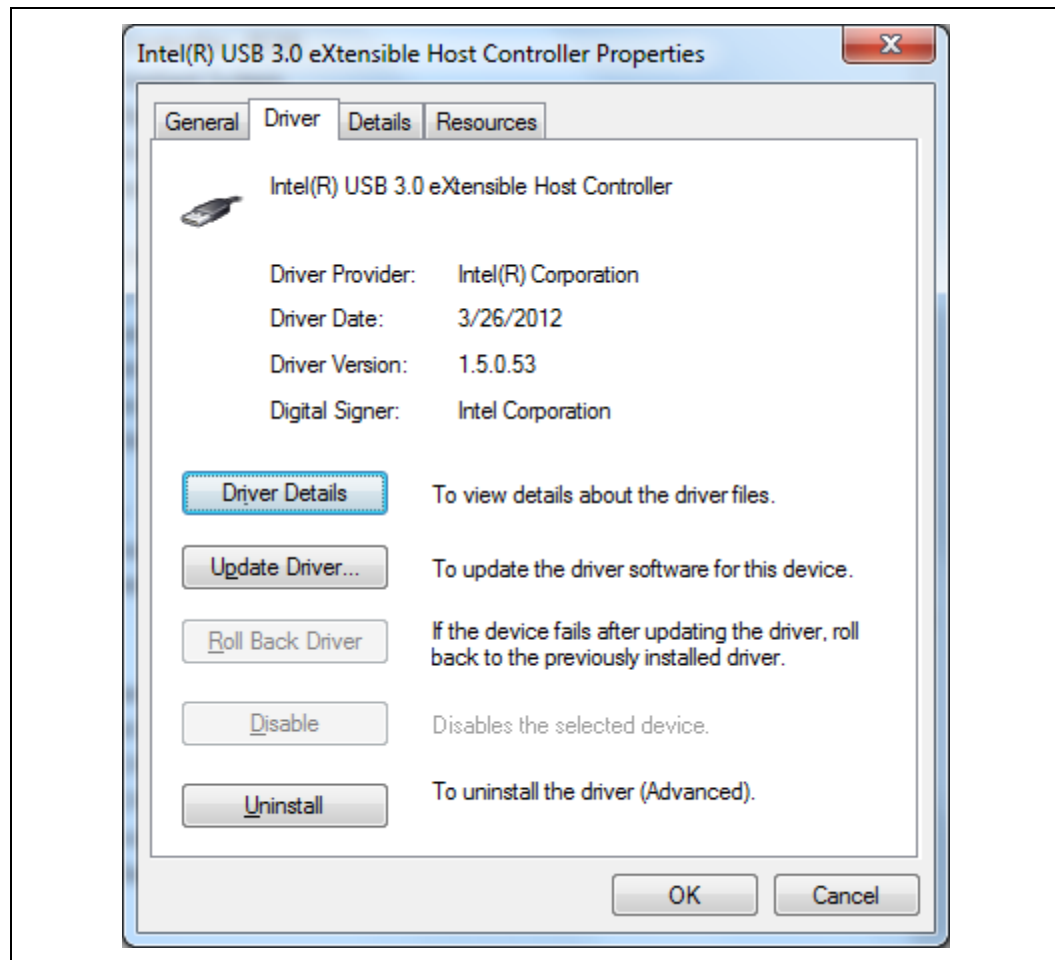 Intel(R) USB 3.0 eXtensible Host Controller Properties
General Driver Details Resources
Intel(R) USB 3.0 eXtensible Host Controller
Driver Provider: Intel(R) Corporation
Driver Date: 3/26/2012
Driver Version: 1.5.0.53
Digital Signer: Intel Corporation
Driver Details To view details about the driver files.
Update Driver... To update the driver software for this device.
Roll Back Driver If the device fails after updating the driver, roll
back to the previously installed driver.
Disable Disables the selected device.
Uninstall To uninstall the driver (Advanced).
OK Cancel